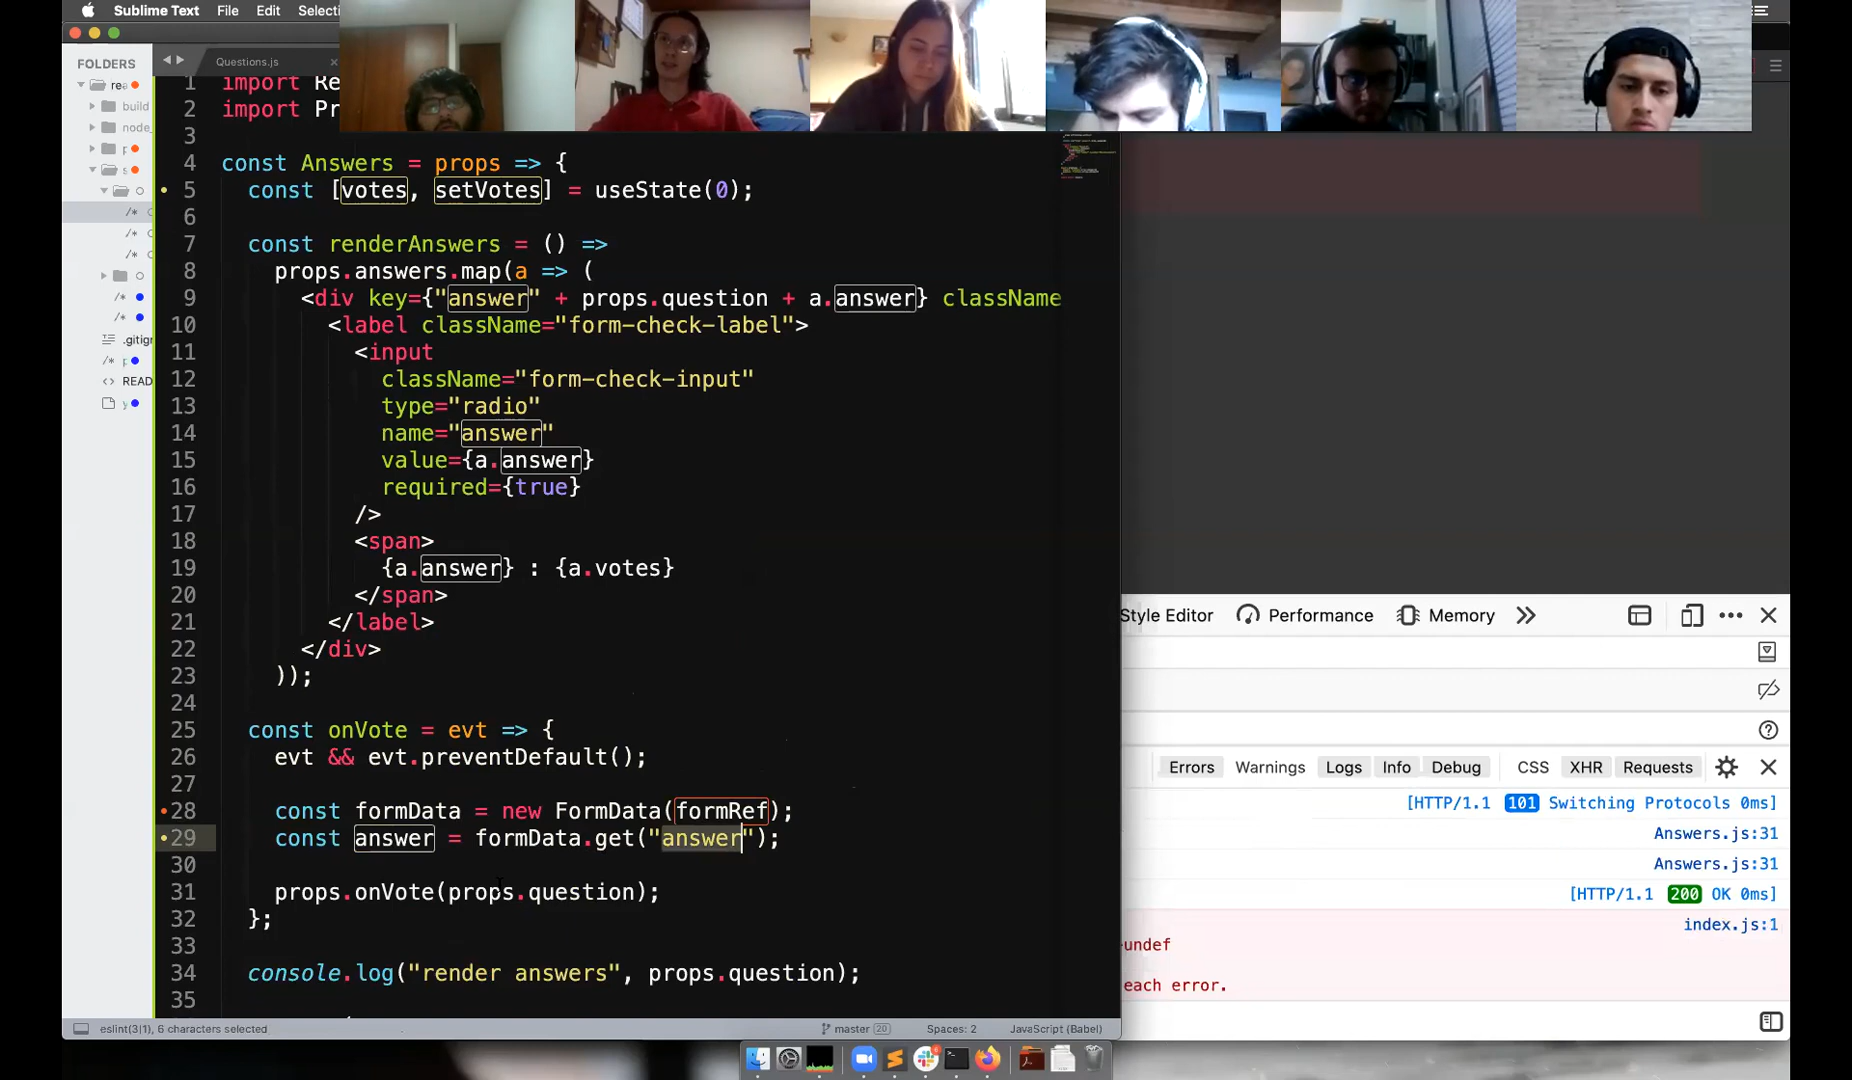 Sublime Text File Edit Selecti
FOLDERS
Questions.js
build
node_
.gitign
READ
1 import Re
2 import Pr
3
4 const Answers = props => {
5 const [votes, setVotes] = useState(0);
6
7 const renderAnswers = () =>
8 props.answers.map(a => (
9 <div key={"answer" + props.question + a.answer} className
10 <label className="form-check-label">
11 <input
12 className="form-check-input"
13 type="radio"
14 name="answer"
15 value={a.answer}
16 required={true}
17 />
18 <span>
19 {a.answer} : {a.votes}
20 </span>
21 </label>
22 </div>
23 ));
24
25 const onVote = evt => {
26 evt && evt.preventDefault();
27
28 const formData = new FormData(formRef);
29 const answer = formData.get("answer");
30
31 props.onVote(props.question);
32 };
33
34 console.log("render answers", props.question);
35
eslint(3|1), 6 characters selected
master 20 Spaces: 2 JavaScript (Babel)
Style Editor Performance Memory
Errors Warnings Logs Info Debug CSS XHR Requests
[HTTP/1.1 101 Switching Protocols 0ms]
Answers.js:31
Answers.js:31
[HTTP/1.1 200 OK 0ms]
index.js:1
-undef
each error.